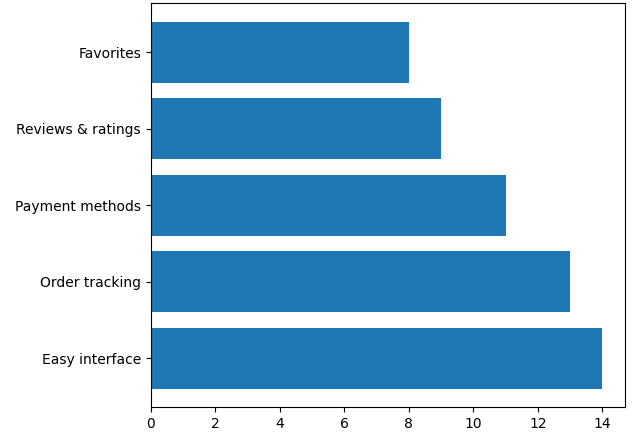 Favorites
Reviews & ratings
Payment methods
Order tracking
Easy interface
0 2 4 6 8 10 12 14